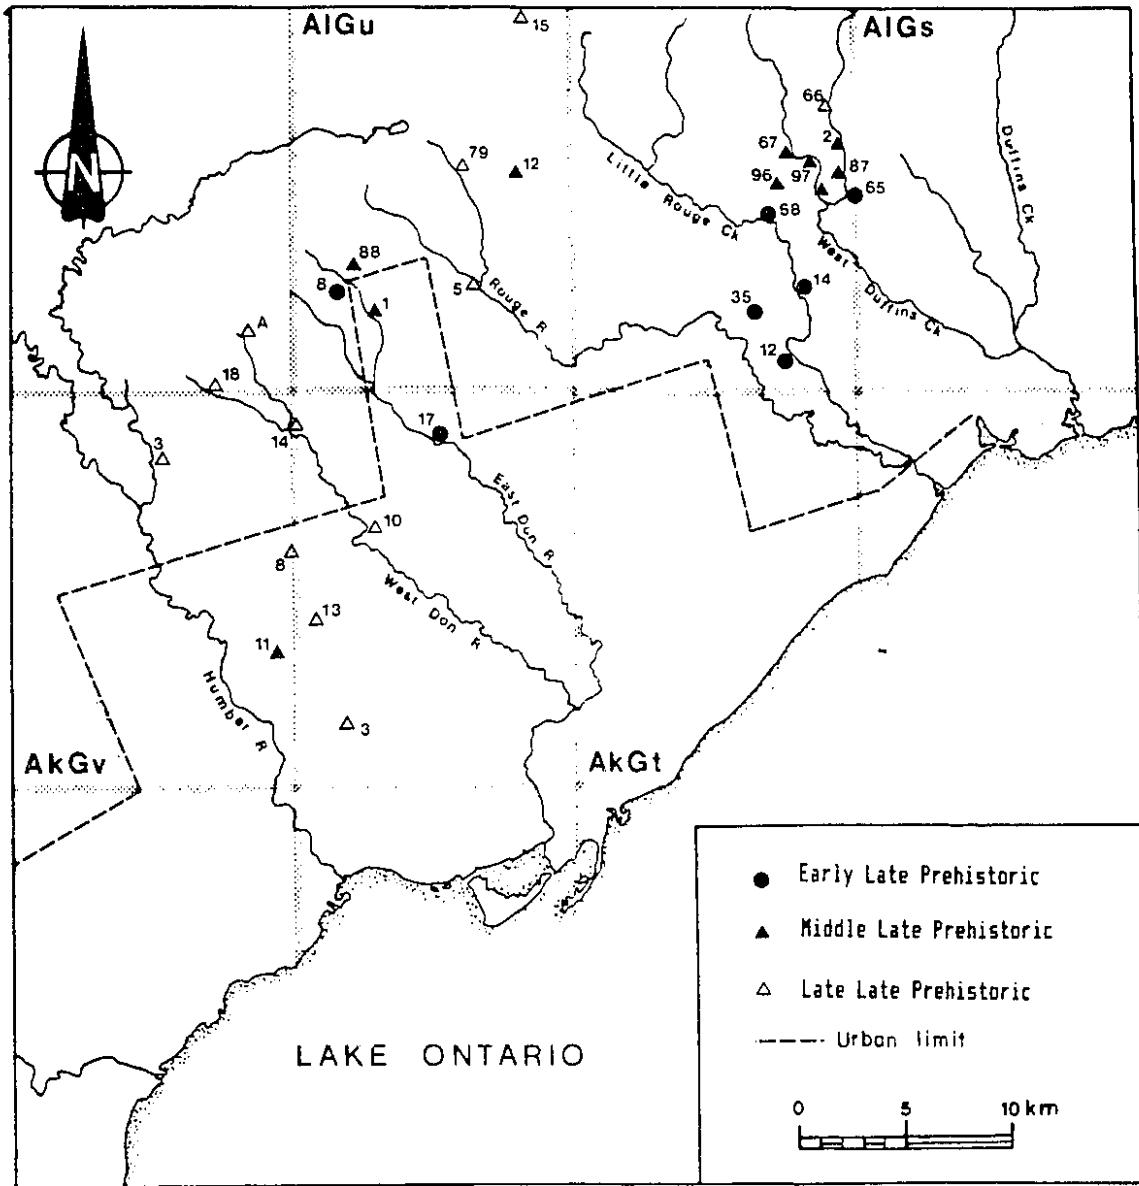 AlGu
15
AlGs
N
66
67
2
79
12
87
96
97
65
58
Little Rouge Ck
Duffins Ck
88
8
5
Rouge R
14
West Duffins Ck
35
1
A
12
18
17
14
3
East Don R
10
8
West Don R
13
11
Humber R
3
AkGv
AkGt
Early Late Prehistoric
Middle Late Prehistoric
Late Late Prehistoric
Urban limit
LAKE ONTARIO
0 5 10 km